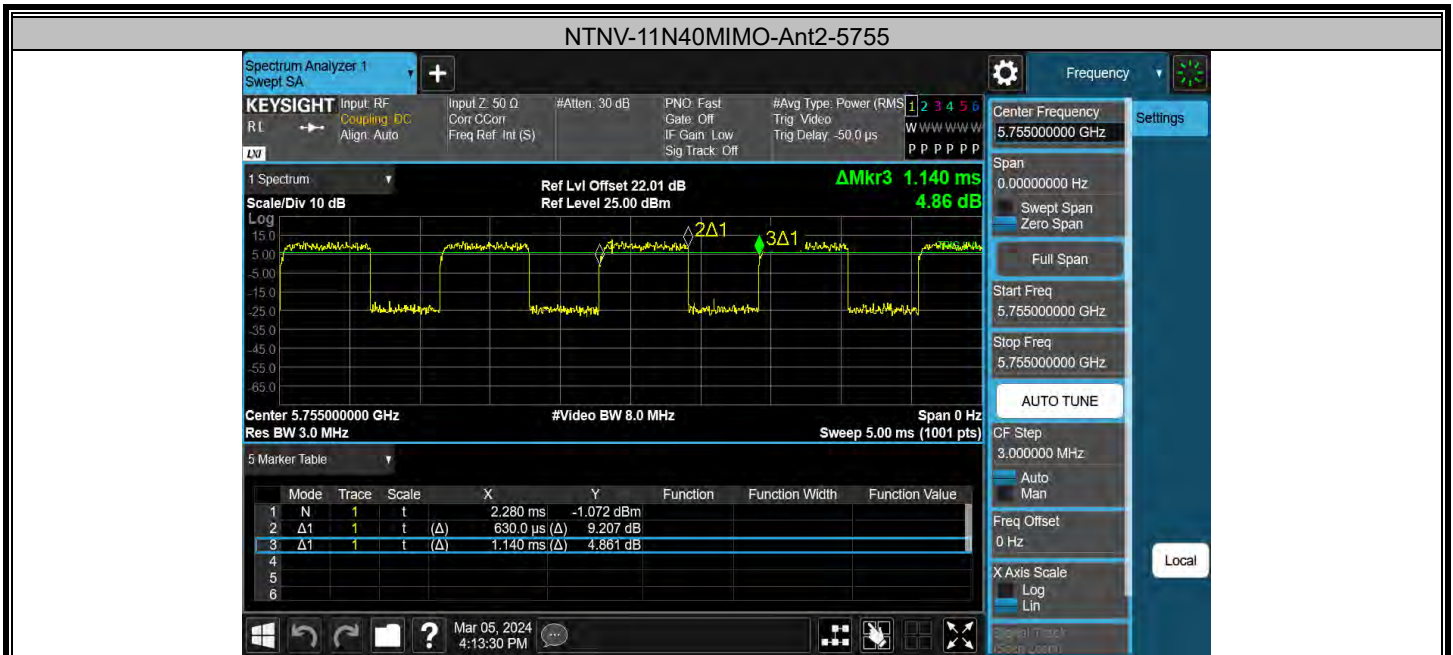 NTNV-11N40MIMO-Ant2-5755
Spectrum Analyzer 1
Swept SA
Frequency
KEYSIGHT
RL
LXI
Input: RF
Coupling: DC
Align: Auto
Input Z: 50 Ω
Corr CCorr
Freq Ref: Int (S)
#Atten: 30 dB
PNO: Fast
Gate: Off
IF Gain: Low
Sig Track: Off
#Avg Type: Power (RMS
Trig: Video
Trig Delay: -50.0 µs
1 2 3 4 5 6
W W W W W W
P P P P P P
1 Spectrum
Scale/Div 10 dB
Ref Lvl Offset 22.01 dB
Ref Level 25.00 dBm
ΔMkr3 1.140 ms
4.86 dB
Log
15.0
5.00
-5.00
-15.0
-25.0
-35.0
-45.0
-55.0
-65.0
1
2Δ1
3Δ1
Center 5.755000000 GHz
#Video BW 8.0 MHz
Span 0 Hz
Res BW 3.0 MHz
Sweep 5.00 ms (1001 pts)
5 Marker Table
Mode Trace Scale X Y Function Function Width Function Value
1 N 1 t 2.280 ms -1.072 dBm
2 Δ1 1 t (Δ) 630.0 µs (Δ) 9.207 dB
3 Δ1 1 t (Δ) 1.140 ms (Δ) 4.861 dB
4
5
6
Mar 05, 2024
4:13:30 PM
Center Frequency
5.755000000 GHz
Settings
Span
0.00000000 Hz
Swept Span
Zero Span
Full Span
Start Freq
5.755000000 GHz
Stop Freq
5.755000000 GHz
AUTO TUNE
CF Step
3.000000 MHz
Auto
Man
Freq Offset
0 Hz
X Axis Scale
Log
Lin
Signal Track
(Span Zoom)
Local